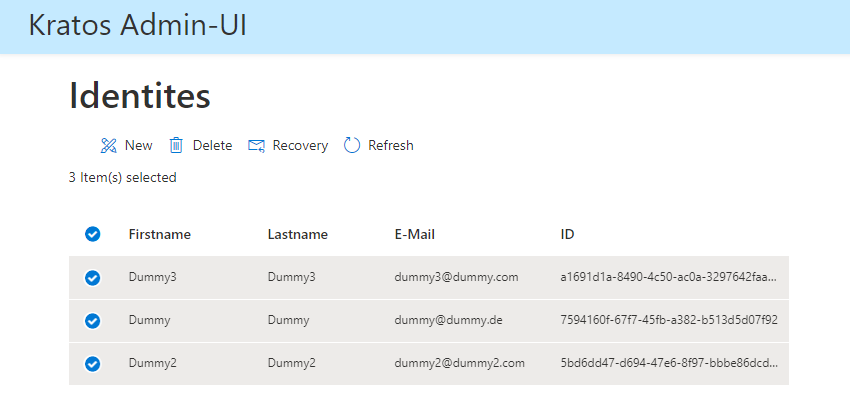 Kratos Admin-UI
Identites
New Delete Recovery Refresh
3 Item(s) selected
Firstname Lastname E-Mail ID
Dummy3 Dummy3 dummy3@dummy.com a1691d1a-8490-4c50-ac0a-3297642faa...
Dummy Dummy dummy@dummy.de 7594160f-67f7-45fb-a382-b513d5d07f92
Dummy2 Dummy2 dummy2@dummy2.com 5bd6dd47-d694-47e6-8f97-bbbe86dcd...